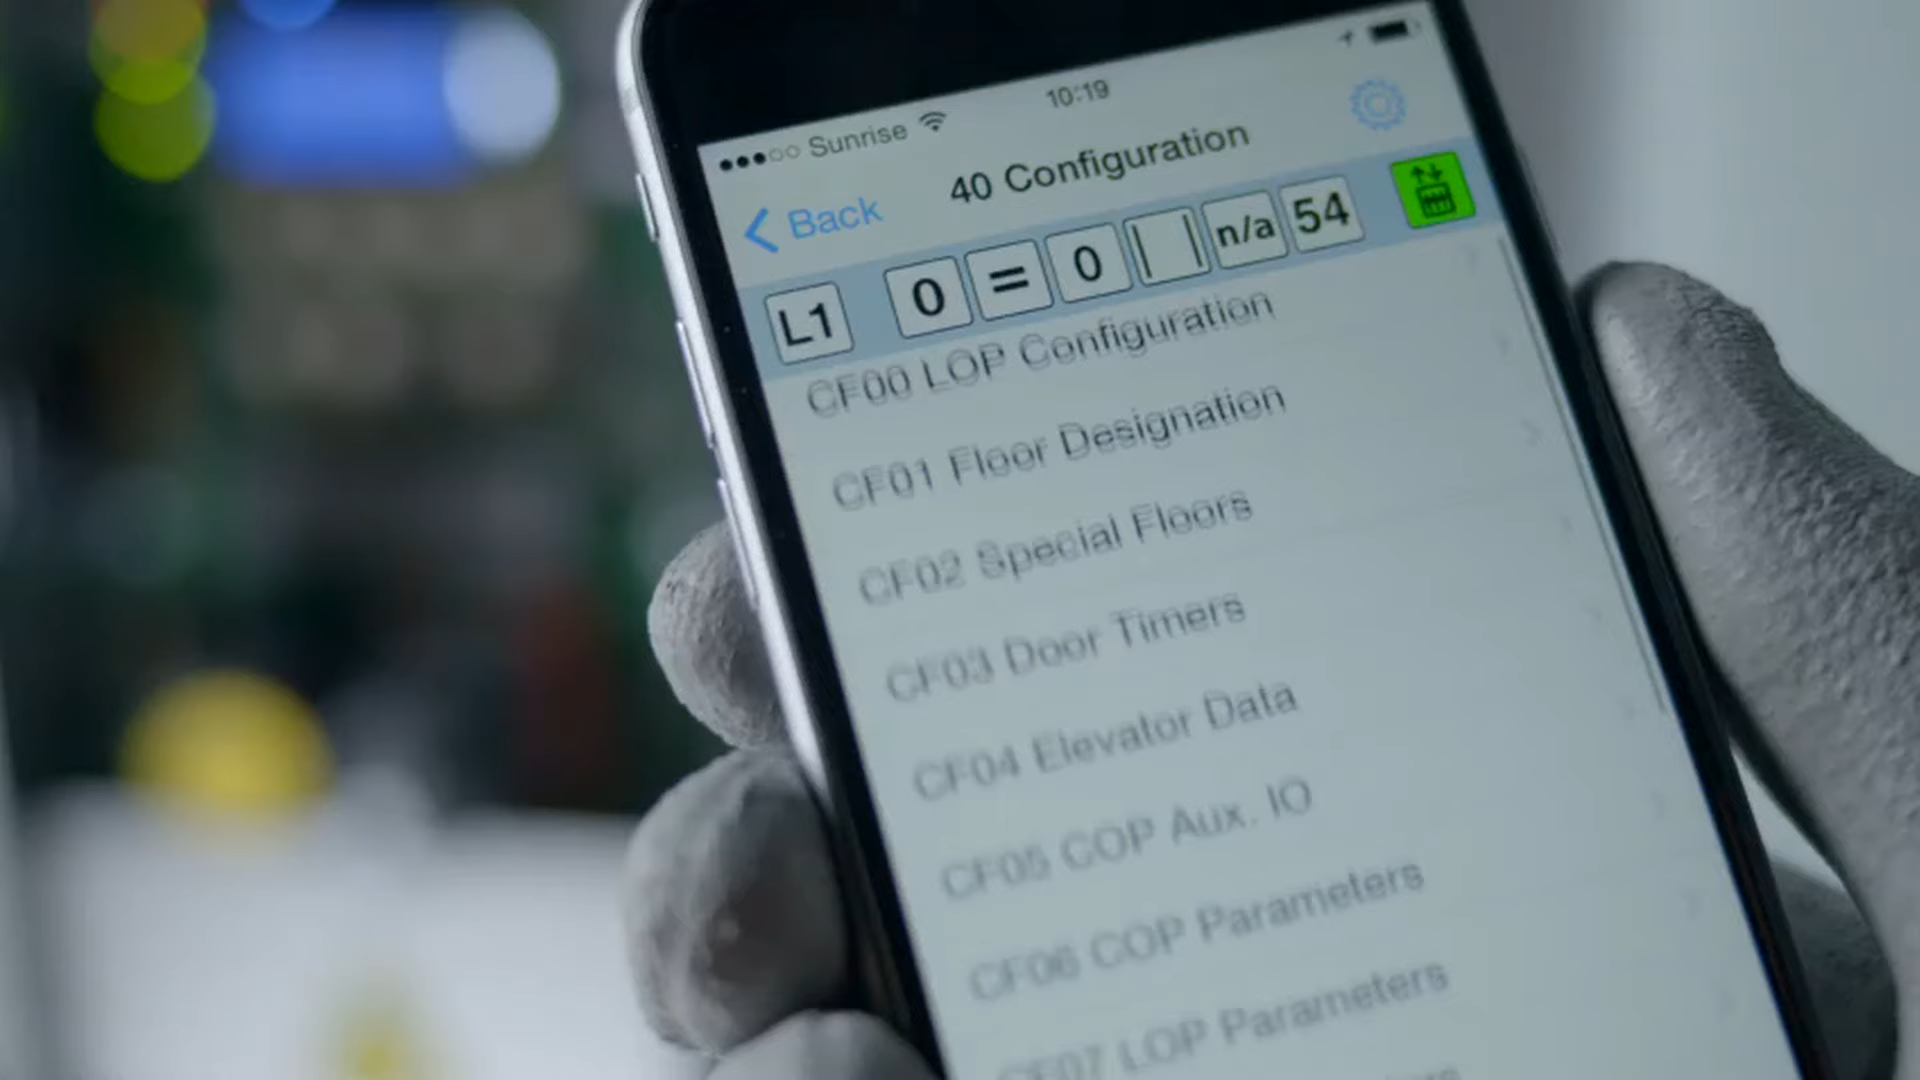 ●●●○○ Sunrise 10:19
Back 40 Configuration
L1 0 = 0 | | n/a 54
CF00 LOP Configuration
CF01 Floor Designation
CF02 Special Floors
CF03 Door Timers
CF04 Elevator Data
CF05 COP Aux. IO
CF06 COP Parameters
CF07 LOP Parameters